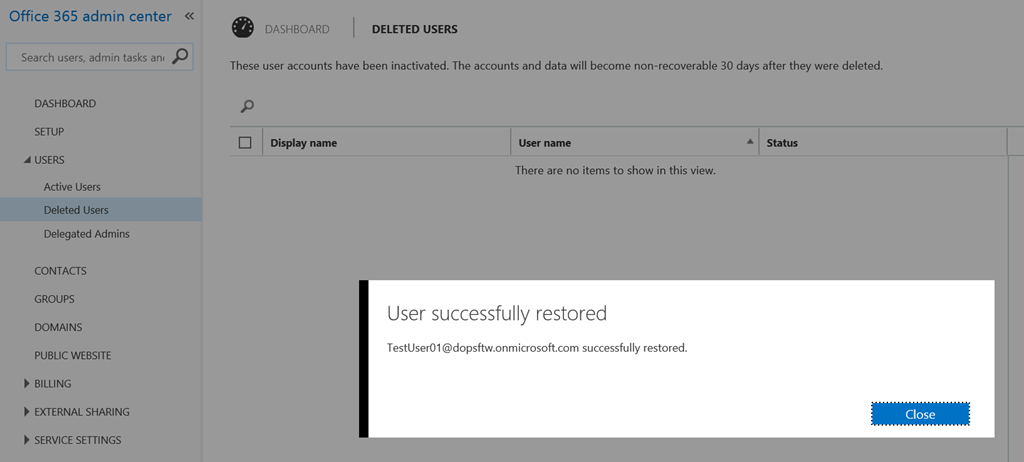 Office 365 admin center «
Search users, admin tasks an
DASHBOARD
SETUP
USERS
Active Users
Deleted Users
Delegated Admins
CONTACTS
GROUPS
DOMAINS
PUBLIC WEBSITE
BILLING
EXTERNAL SHARING
SERVICE SETTINGS
DASHBOARD DELETED USERS
These user accounts have been inactivated. The accounts and data will become non-recoverable 30 days after they were deleted.
Display name User name Status
There are no items to show in this view.
User successfully restored
TestUser01@dopsftw.onmicrosoft.com successfully restored.
Close